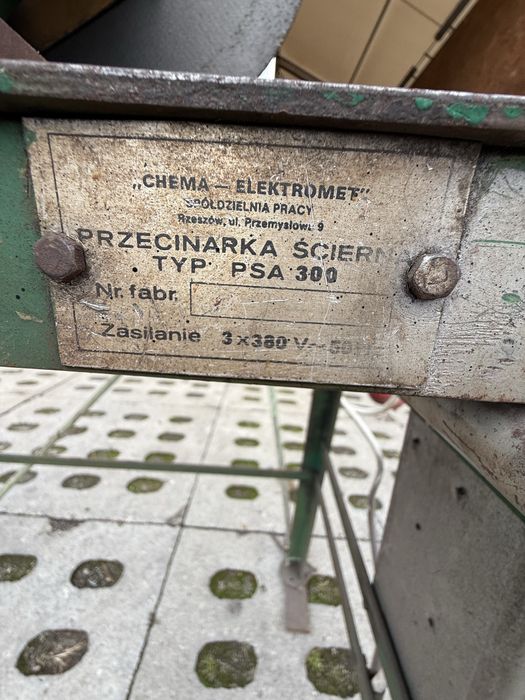 „CHEMA — ELEKTROMET"
SPÓŁDZIELNIA PRACY
Rzeszów, ul. Przemysłowa 9
PRZECINARKA ŚCIERN
TYP PSA 300
Nr. fabr.
Zasilanie 3 x 380 V~